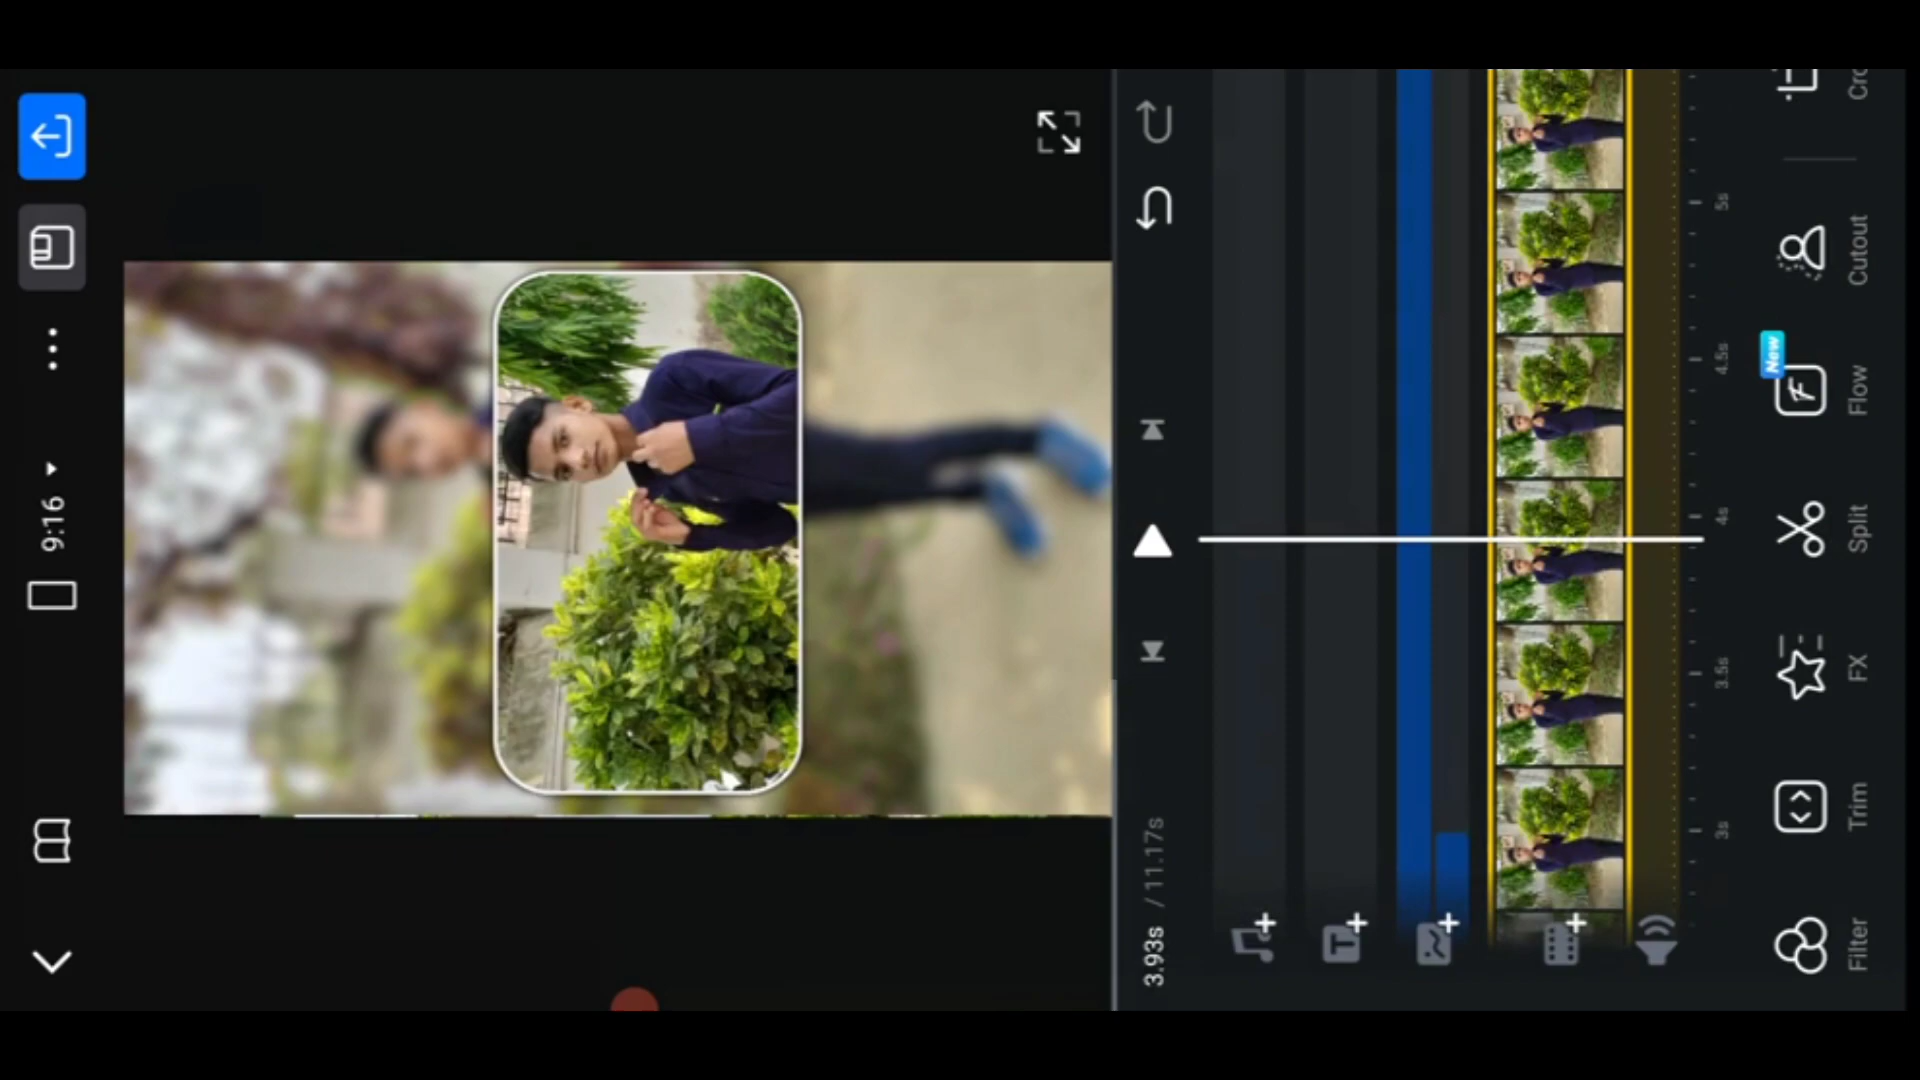 9:16
3.93s / 11.17s
3s
3.5s
4s
4.5s
5s
Filter
Trim
FX
Split
New
Flow
Cutout